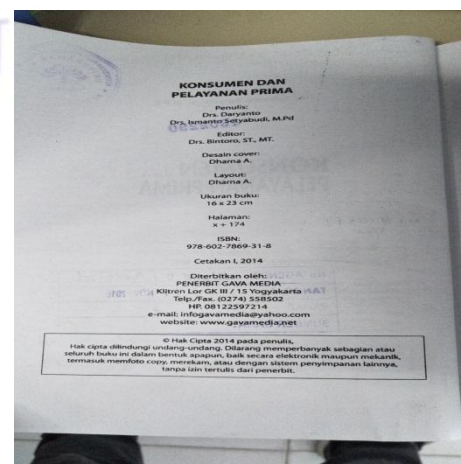 KONSUMEN DAN
PELAYANAN PRIMA
Penulis:
Drs. Daryanto
Drs. Ismanto Setyabudi, M.Pd
Editor:
Drs. Bintoro, ST., MT.
Desain cover:
Dharna A.
Layout:
Dharna A.
Ukuran buku:
16 x 23 cm
Halaman:
x + 174
ISBN:
978-602-7869-31-8
Cetakan I, 2014
Diterbitkan oleh:
PENERBIT GAVA MEDIA
Klitren Lor GK III / 15 Yogyakarta
Telp./Fax. (0274) 558502
HP. 08122597214
e-mail: infogavamedia@yahoo.com
website: www.gavamedia.net
© Hak Cipta 2014 pada penulis,
Hak cipta dilindungi undang-undang. Dilarang memperbanyak sebagian atau
seluruh buku ini dalam bentuk apapun, baik secara elektronik maupun mekanik,
termasuk memfoto copy, merekam, atau dengan sistem penyimpanan lainnya,
tanpa izin tertulis dari penerbit.